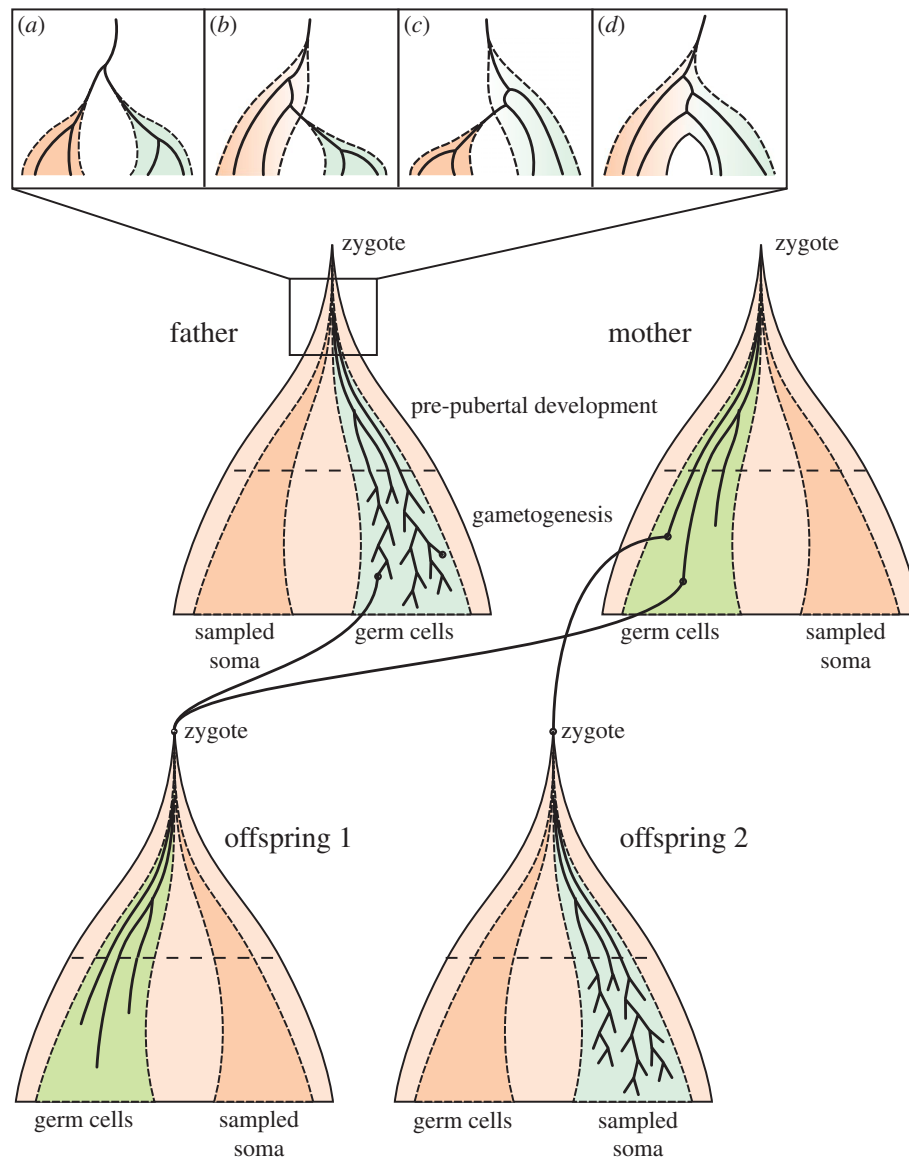 (a)
(b)
(c)
(d)
zygote
zygote
father
mother
pre-pubertal development
gametogenesis
sampled
soma
germ cells
germ cells
sampled
soma
zygote
zygote
offspring 1
offspring 2
germ cells
sampled
soma
germ cells
sampled
soma